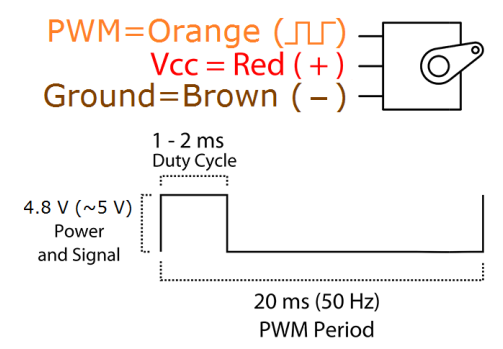 PWM=Orange (⎍⎍)
Vcc = Red ( + )
Ground=Brown ( – )
1 - 2 ms
Duty Cycle
4.8 V (~5 V)
Power
and Signal
20 ms (50 Hz)
PWM Period